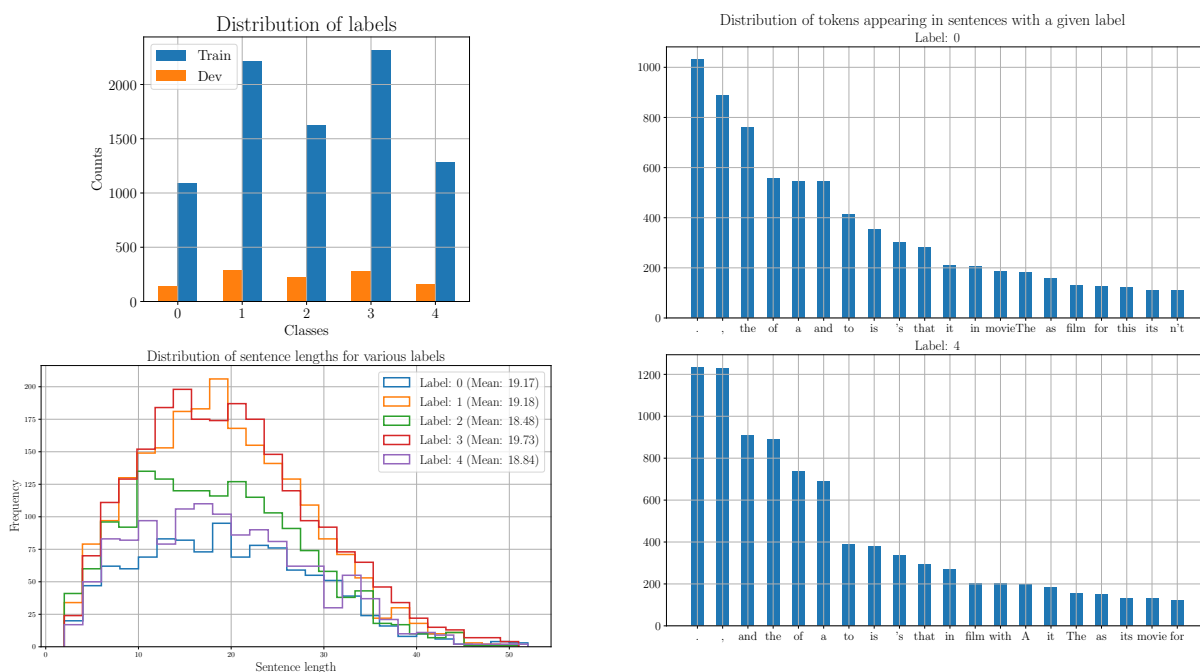 Distribution of labels
Train
Dev
2000
1500
1000
500
0
Counts
0 1 2 3 4
Classes
Distribution of sentence lengths for various labels
Label: 0 (Mean: 19.17)
Label: 1 (Mean: 19.18)
Label: 2 (Mean: 18.48)
Label: 3 (Mean: 19.73)
Label: 4 (Mean: 18.84)
200
175
150
125
100
75
50
25
0
Frequency
0 10 20 30 40 50
Sentence length
Distribution of tokens appearing in sentences with a given label
Label: 0
1000
800
600
400
200
0
. , the of a and to is 's that it in movie The as film for this its n't
Label: 4
1200
1000
800
600
400
200
0
. , and the of a to is 's that in film with A it The as its movie for